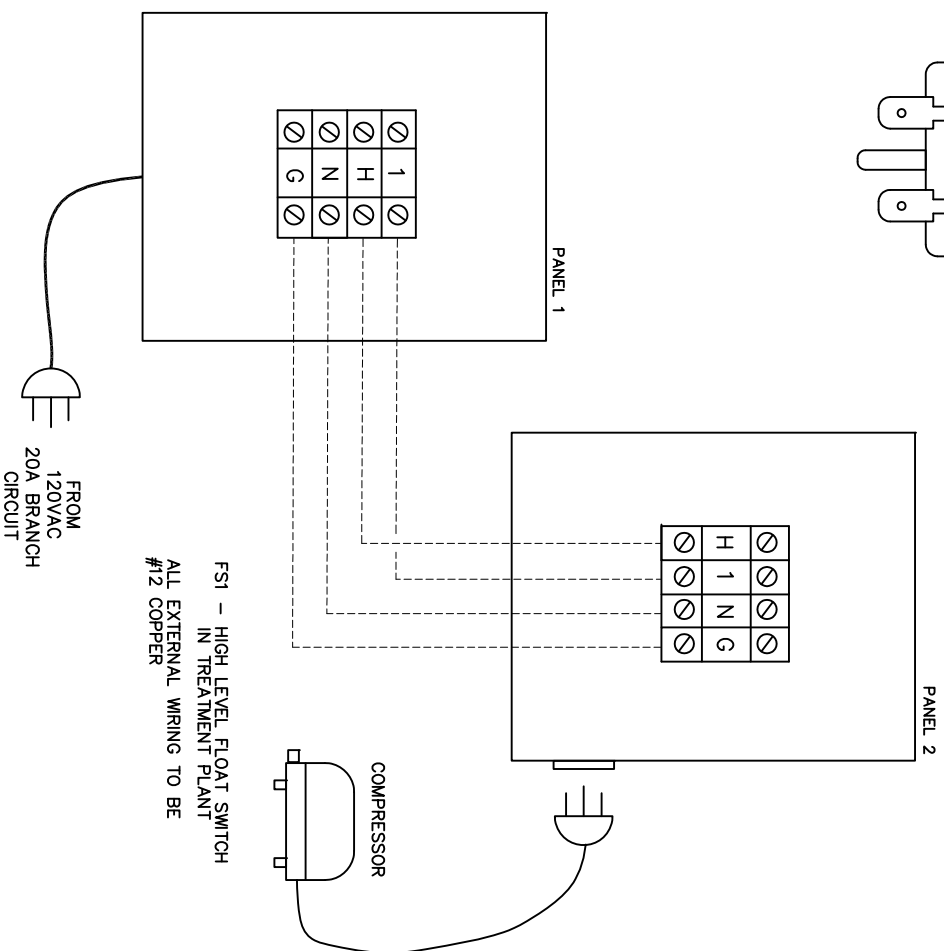 PANEL 1
1
H
N
G
PANEL 2
H
1
N
G
COMPRESSOR
FS1 – HIGH LEVEL FLOAT SWITCH
IN TREATMENT PLANT
ALL EXTERNAL WIRING TO BE
#12 COPPER
FROM
120VAC
20A BRANCH
CIRCUIT